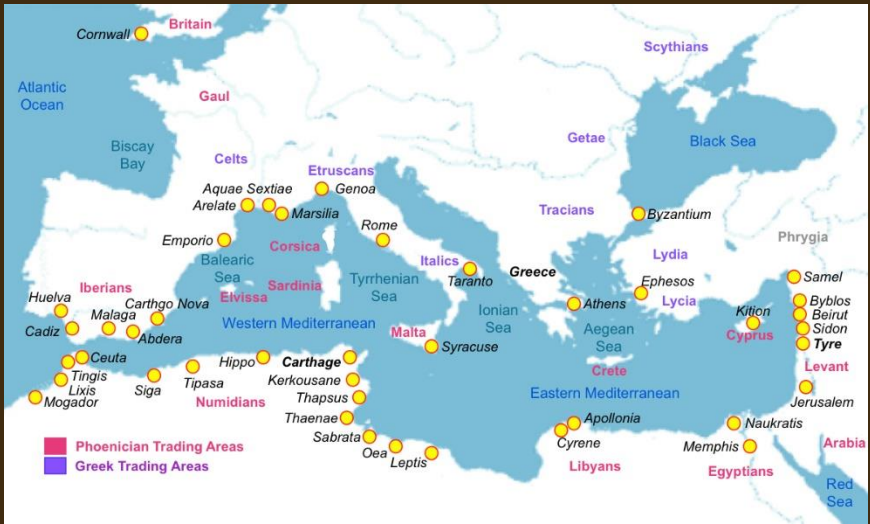 Britain
Cornwall
Scythians
Atlantic
Ocean
Gaul
Getae
Black Sea
Biscay
Bay
Celts
Etruscans
Aquae Sextiae
Genoa
Arelate
Marsilia
Tracians
Byzantium
Rome
Emporio
Corsica
Phrygia
Balearic
Sea
Italics
Greece
Lydia
Tyrrhenian
Sea
Taranto
Samel
Iberians
Elvissa
Sardinia
Ephesos
Lycia
Huelva
Carthgo Nova
Ionian
Sea
Athens
Byblos
Malaga
Kition
Beirut
Cadiz
Abdera
Western Mediterranean
Aegean
Sea
Sidon
Malta
Syracuse
Cyprus
Tyre
Ceuta
Hippo
Carthage
Crete
Levant
Tingis
Tipasa
Kerkousane
Lixis
Siga
Eastern Mediterranean
Mogador
Numidians
Thapsus
Jerusalem
Thaenae
Apollonia
Naukratis
Sabrata
Cyrene
Memphis
Arabia
Phoenician Trading Areas
Oea
Greek Trading Areas
Leptis
Libyans
Egyptians
Red
Sea